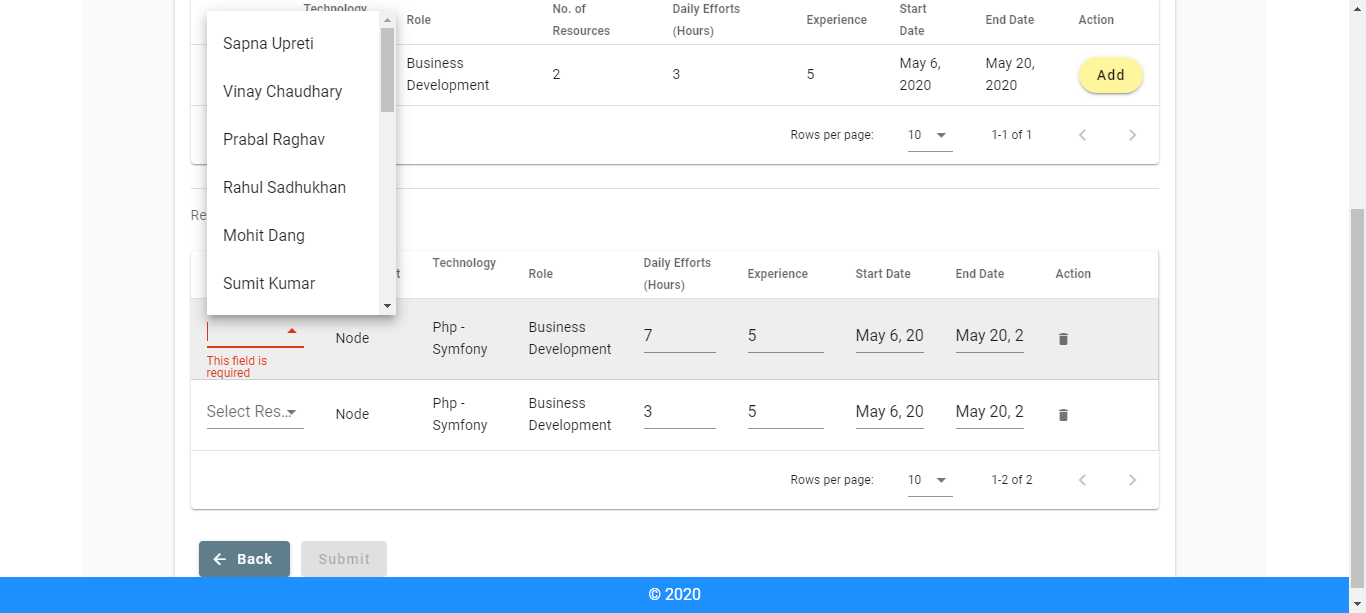 Technology
Role
No. of
Resources
Daily Efforts
(Hours)
Experience
Start
Date
End Date
Action
Business
Development
2
3
5
May 6,
2020
May 20,
2020
Add
Rows per page:
10
1-1 of 1
Sapna Upreti
Vinay Chaudhary
Prabal Raghav
Rahul Sadhukhan
Mohit Dang
Sumit Kumar
Re
t
Technology
Role
Daily Efforts
(Hours)
Experience
Start Date
End Date
Action
This field is
required
Node
Php -
Symfony
Business
Development
7
5
May 6, 20
May 20, 2
Select Res...
Node
Php -
Symfony
Business
Development
3
5
May 6, 20
May 20, 2
Rows per page:
10
1-2 of 2
Back
Submit
© 2020